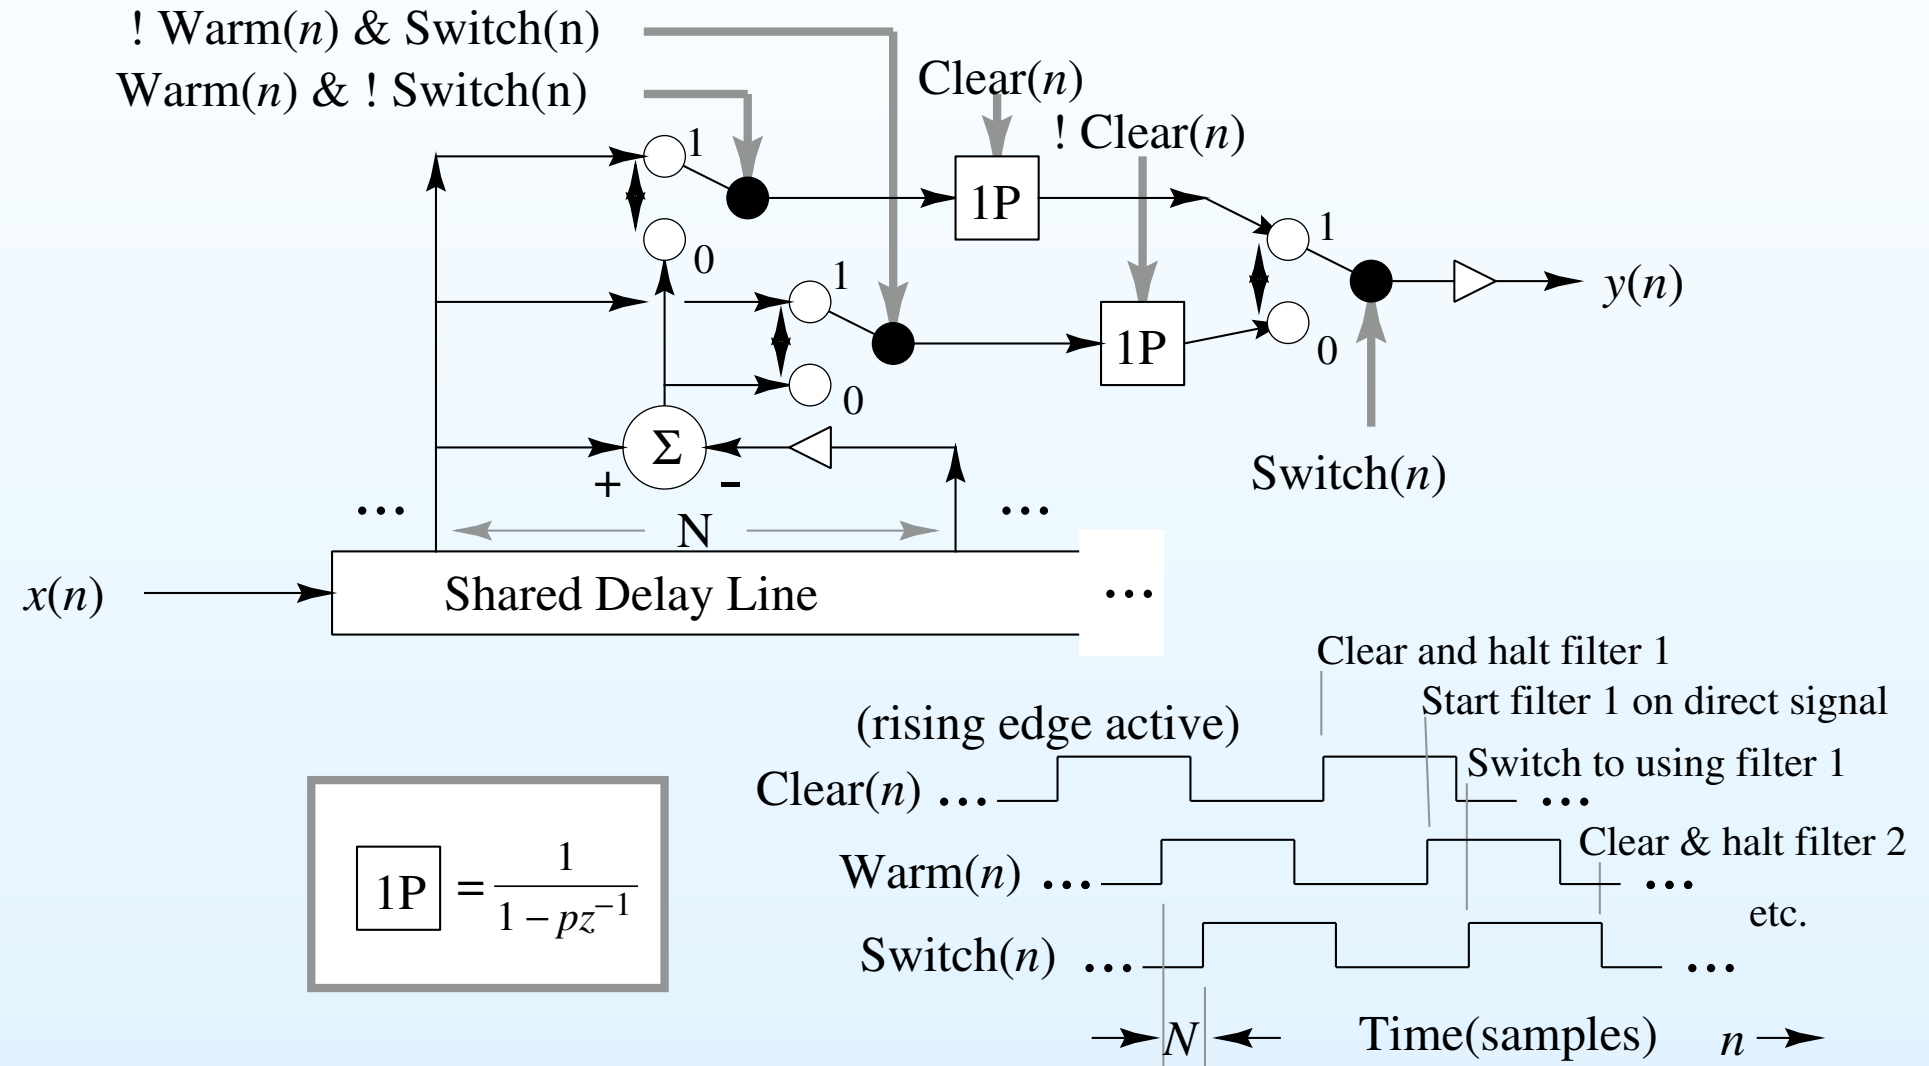 ! Warm(n) & Switch(n)
Warm(n) & ! Switch(n)
Clear(n)
! Clear(n)
1
0
1
0
1P
1P
1
0
y(n)
Switch(n)
Σ
+
-
...
N
...
x(n)
Shared Delay Line
...
Clear and halt filter 1
Start filter 1 on direct signal
(rising edge active)
Switch to using filter 1
Clear(n) ... ...
Clear & halt filter 2
Warm(n) ... ...
etc.
Switch(n) ... ...
N
Time(samples) n
1P = 1 / 1 - pz⁻¹